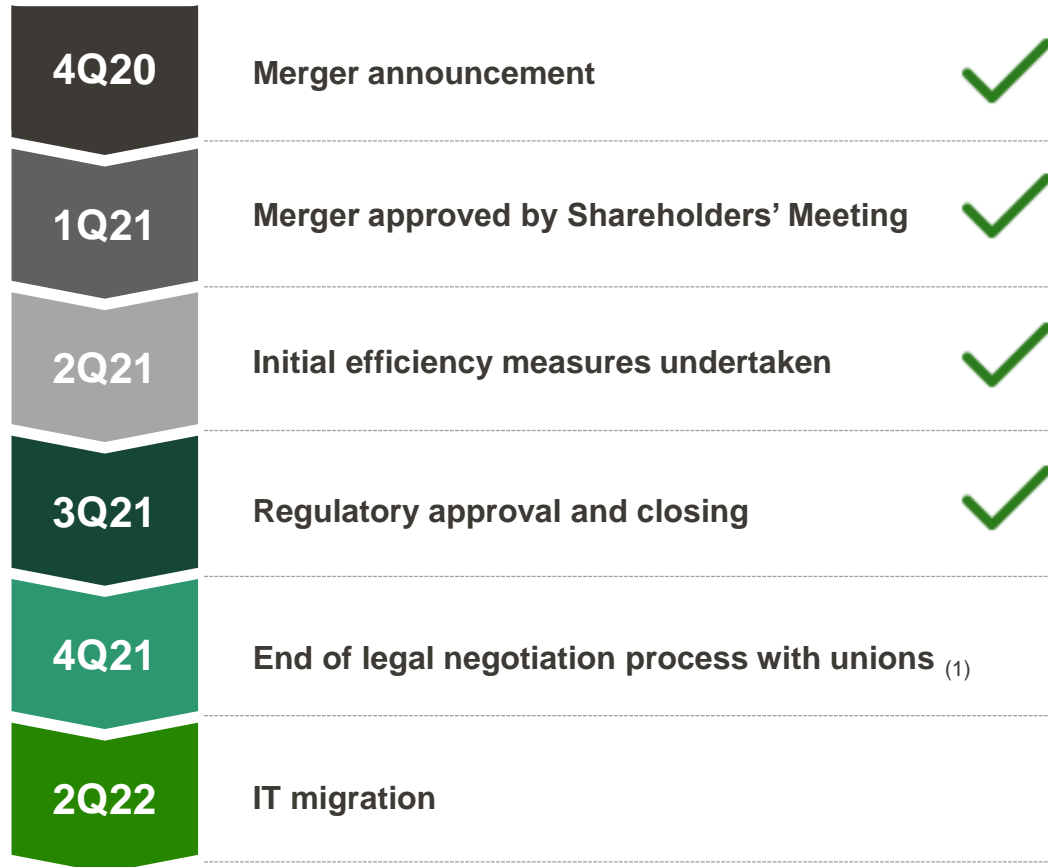 4Q20
Merger announcement
1Q21
Merger approved by Shareholders’ Meeting
2Q21
Initial efficiency measures undertaken
3Q21
Regulatory approval and closing
4Q21
End of legal negotiation process with unions (1)
2Q22
IT migration